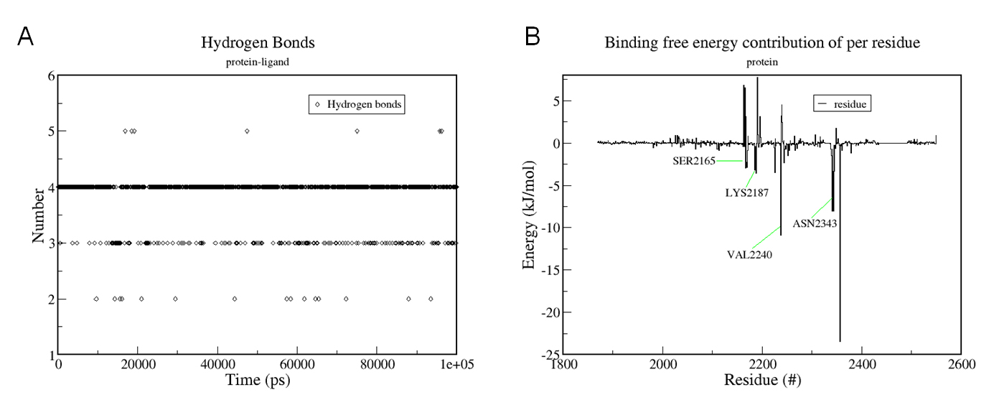 A
Hydrogen Bonds
protein-ligand
Hydrogen bonds
6
5
4
3
2
1
Number
0
20000
40000
60000
80000
1e+05
Time (ps)
B
Binding free energy contribution of per residue
protein
residue
5
0
-5
-10
-15
-20
-25
Energy (kJ/mol)
SER2165
LYS2187
ASN2343
VAL2240
1800
2000
2200
2400
2600
Residue (#)